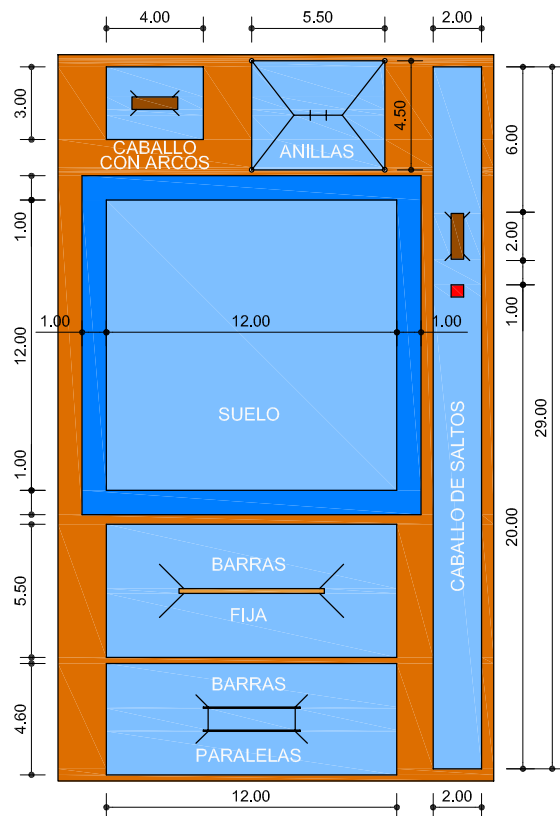 4.00
5.50
2.00
3.00
4.50
6.00
CABALLO
CON ARCOS
ANILLAS
1.00
2.00
1.00
1.00
12.00
1.00
12.00
29.00
SUELO
CABALLO DE SALTOS
1.00
20.00
5.50
BARRAS
FIJA
4.60
BARRAS
PARALELAS
12.00
2.00